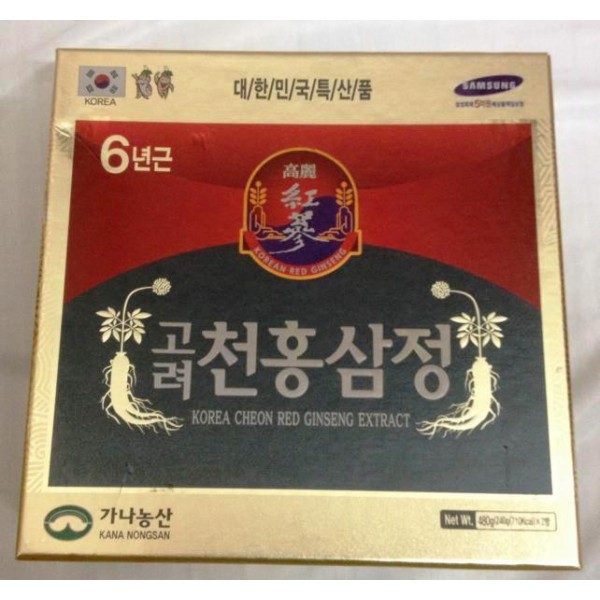 KOREA
대/한/민/국/특/산/품
SAMSUNG
6년근
高麗
紅蔘
KOREAN RED GINSENG
고려
천홍삼정
KOREA CHEON RED GINSENG EXTRACT
가나농산
KANA NONGSAN
Net Wt. 480g(240g